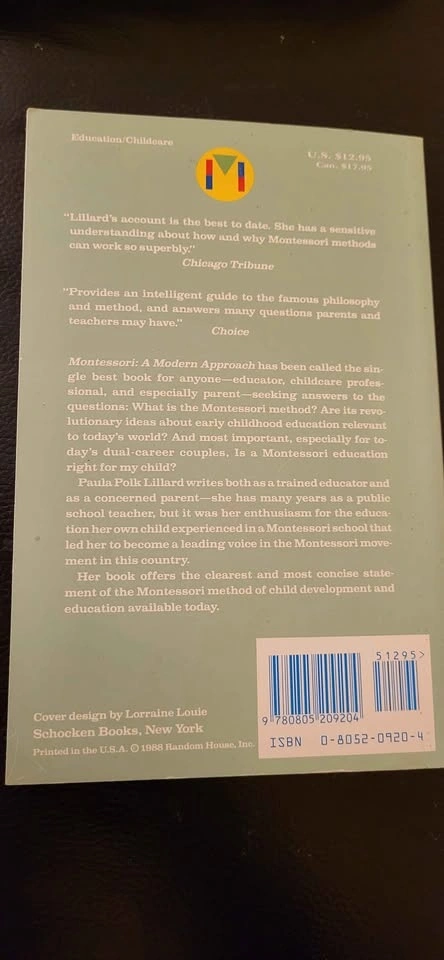 Education/Childcare
U.S. $12.95
Can. $17.95
M
“Lillard’s account is the best to date. She has a sensitive
understanding about how and why Montessori methods
can work so superbly.”
Chicago Tribune
“Provides an intelligent guide to the famous philosophy
and method, and answers many questions parents and
teachers may have.”
Choice
Montessori: A Modern Approach has been called the sin-
gle best book for anyone—educator, childcare profes-
sional, and especially parent—seeking answers to the
questions: What is the Montessori method? Are its revo-
lutionary ideas about early childhood education relevant
to today’s world? And most important, especially for to-
day’s dual-career couples, Is a Montessori education
right for my child?
Paula Polk Lillard writes both as a trained educator and
as a concerned parent—she has many years as a public
school teacher, but it was her enthusiasm for the educa-
tion her own child experienced in a Montessori school that
led her to become a leading voice in the Montessori move-
ment in this country.
Her book offers the clearest and most concise state-
ment of the Montessori method of child development and
education available today.
51295>
9 780805 209204
ISBN 0-8052-0920-4
Cover design by Lorraine Louie
Schocken Books, New York
Printed in the U.S.A. © 1988 Random House, Inc.